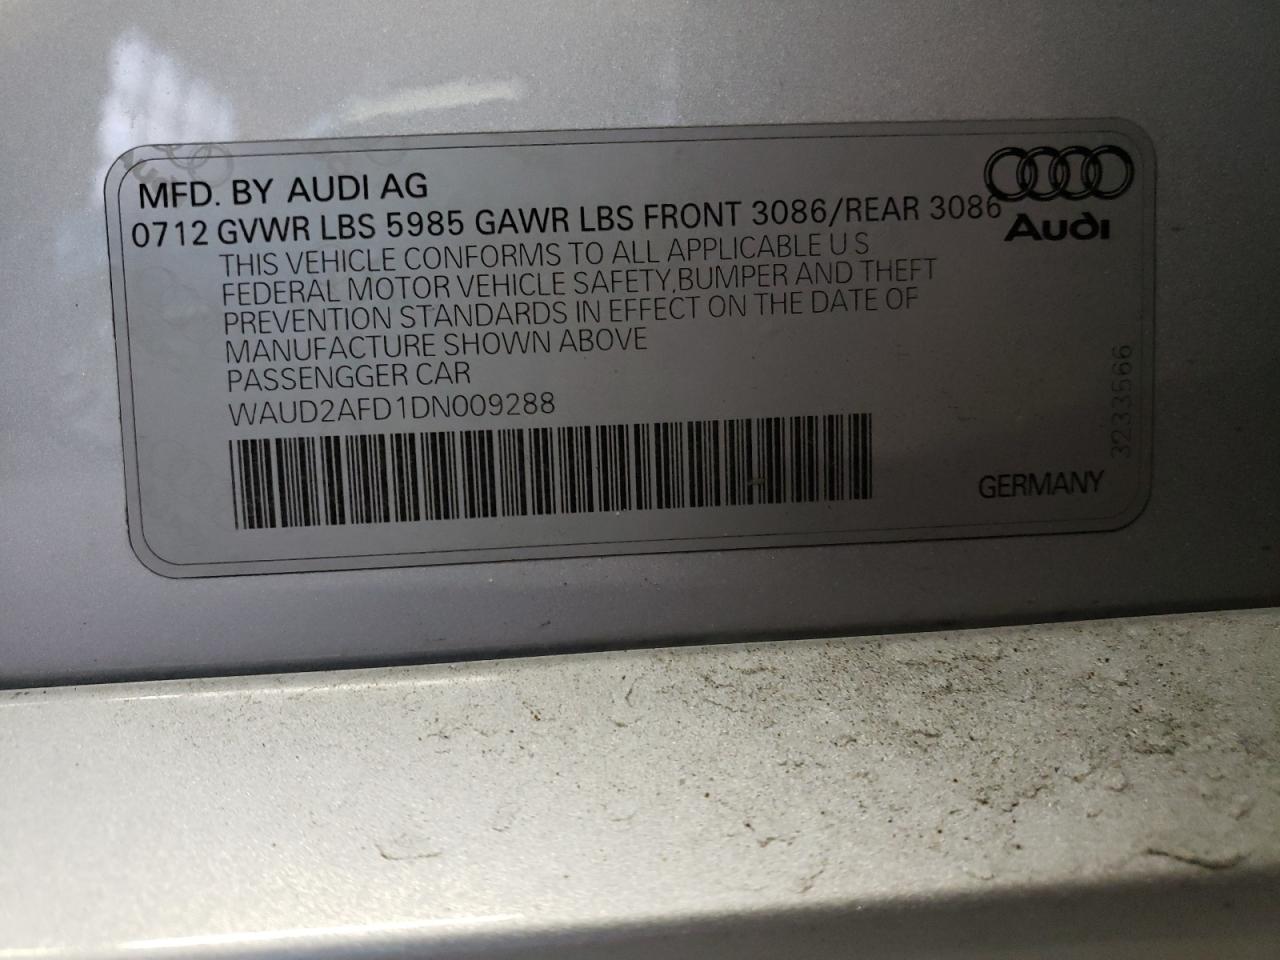 MFD. BY AUDI AG
0712 GVWR LBS 5985 GAWR LBS FRONT 3086/REAR 3086
Audi
THIS VEHICLE CONFORMS TO ALL APPLICABLE U S
FEDERAL MOTOR VEHICLE SAFETY,BUMPER AND THEFT
PREVENTION STANDARDS IN EFFECT ON THE DATE OF
MANUFACTURE SHOWN ABOVE
PASSENGGER CAR
WAUD2AFD1DN009288
GERMANY
3233566